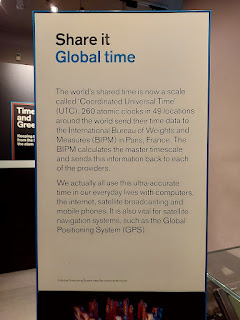 Share it
Global time
The world's shared time is now a scale
called 'Coordinated Universal Time'
(UTC). 260 atomic clocks in 49 locations
around the world send their time data to
the International Bureau of Weights and
Measures (BIPM) in Paris, France. The
BIPM calculates the master timescale
and sends this information back to each
of the providers.
We actually all use this ultra-accurate
time in our everyday lives with computers,
the internet, satellite broadcasting and
mobile phones. It is also vital for satellite
navigation systems, such as the Global
Positioning System (GPS).
Time
and
Gree
Keeping
from the
the atom